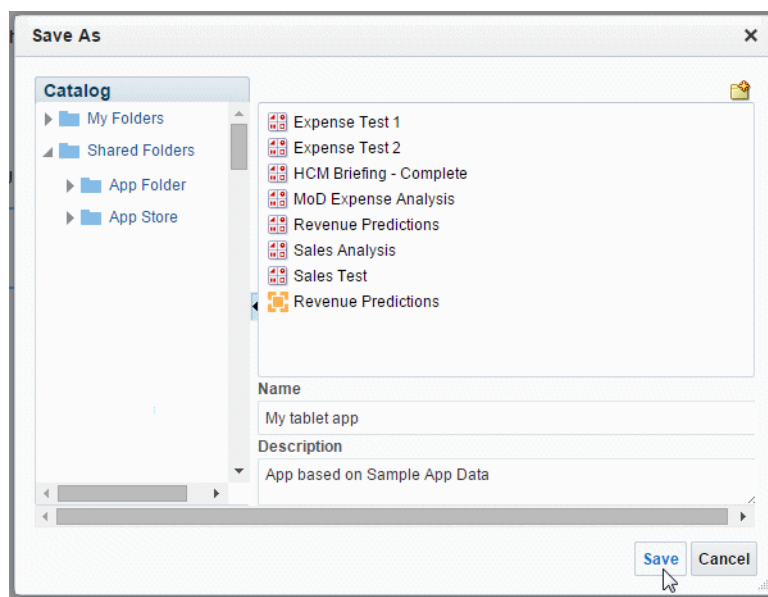 Save As
Catalog
My Folders
Shared Folders
App Folder
App Store
Expense Test 1
Expense Test 2
HCM Briefing - Complete
MoD Expense Analysis
Revenue Predictions
Sales Analysis
Sales Test
Revenue Predictions
Name
My tablet app
Description
App based on Sample App Data
Save Cancel